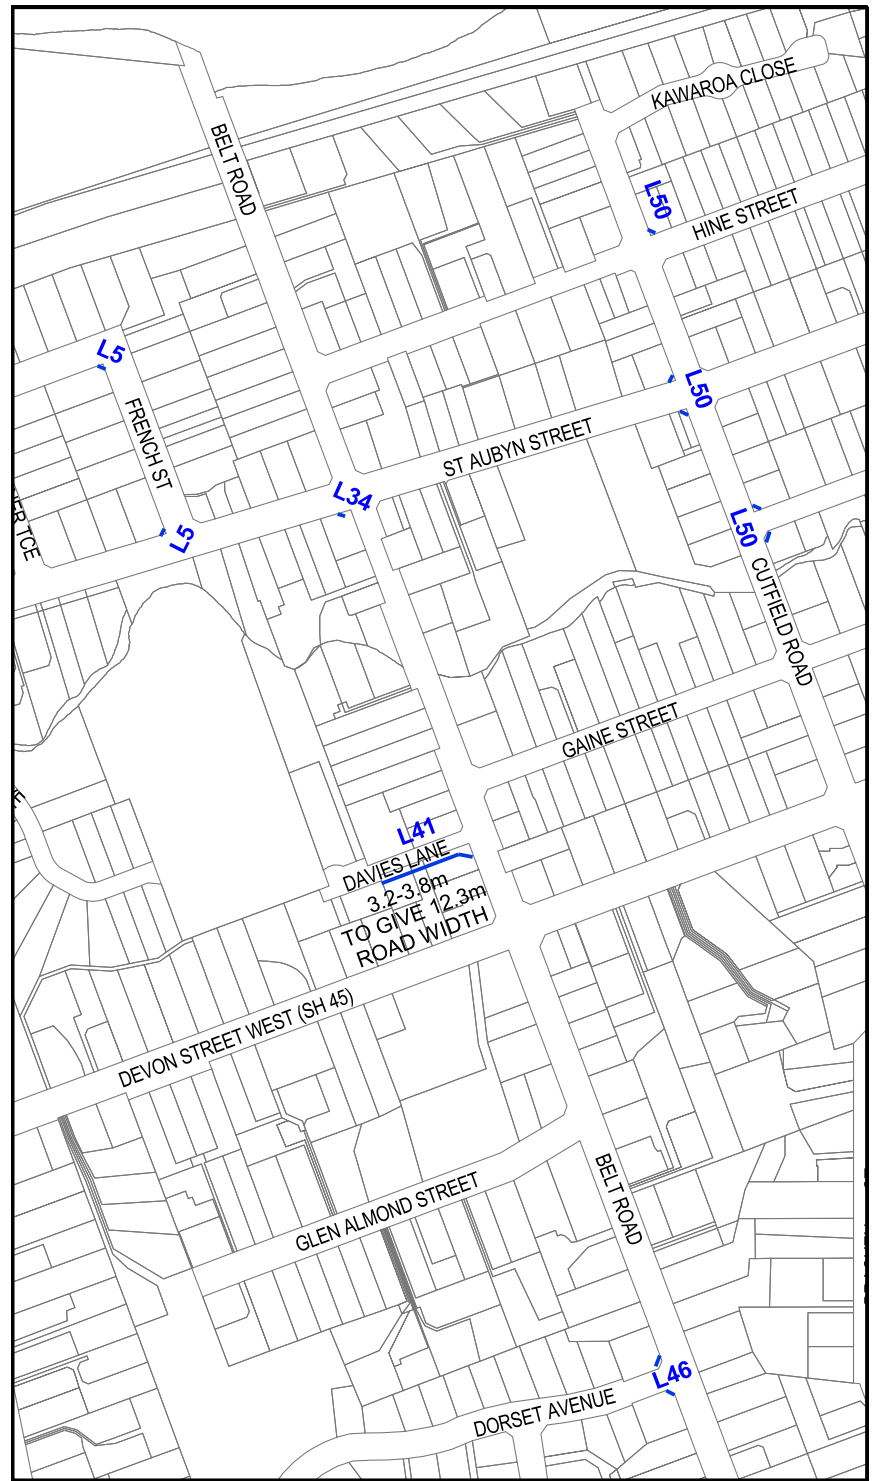 KAWAROA CLOSE
BELT ROAD
L50
HINE STREET
L5
L50
FRENCH ST
ST AUBYN STREET
L34
L50
L5
TCE
CUTFIELD ROAD
GAINE STREET
L41
DAVIES LANE
3.2-3.8m
TO GIVE 12.3m
ROAD WIDTH
DEVON STREET WEST (SH 45)
BELT ROAD
GLEN ALMOND STREET
L46
DORSET AVENUE